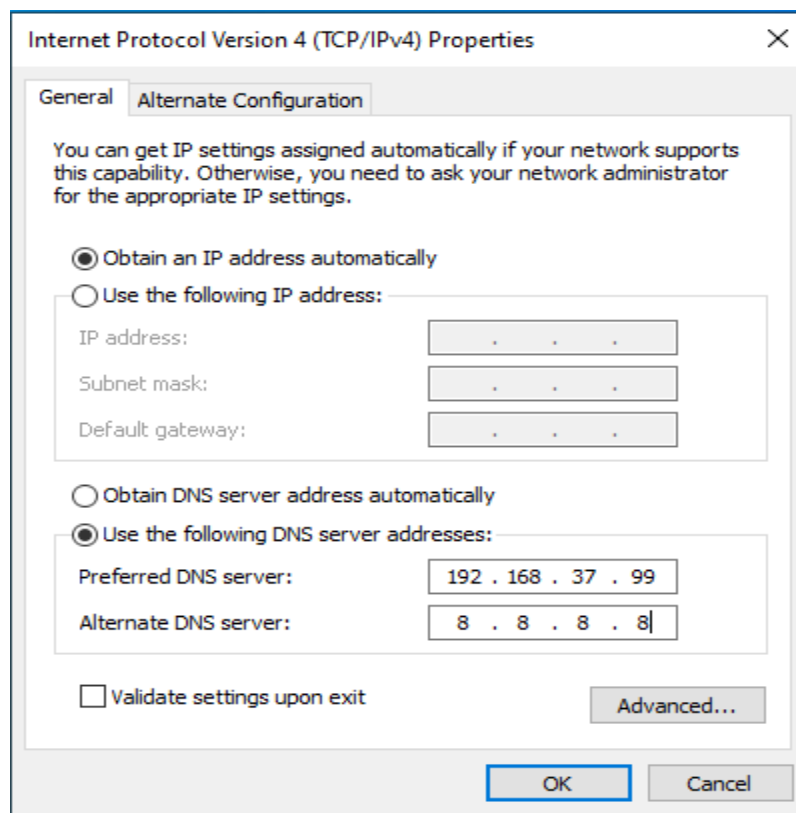 Internet Protocol Version 4 (TCP/IPv4) Properties
General
Alternate Configuration
You can get IP settings assigned automatically if your network supports
this capability. Otherwise, you need to ask your network administrator
for the appropriate IP settings.
Obtain an IP address automatically
Use the following IP address:
IP address: . . .
Subnet mask: . . .
Default gateway: . . .
Obtain DNS server address automatically
Use the following DNS server addresses:
Preferred DNS server: 192 . 168 . 37 . 99
Alternate DNS server: 8 . 8 . 8 . 8
Validate settings upon exit
Advanced...
OK
Cancel